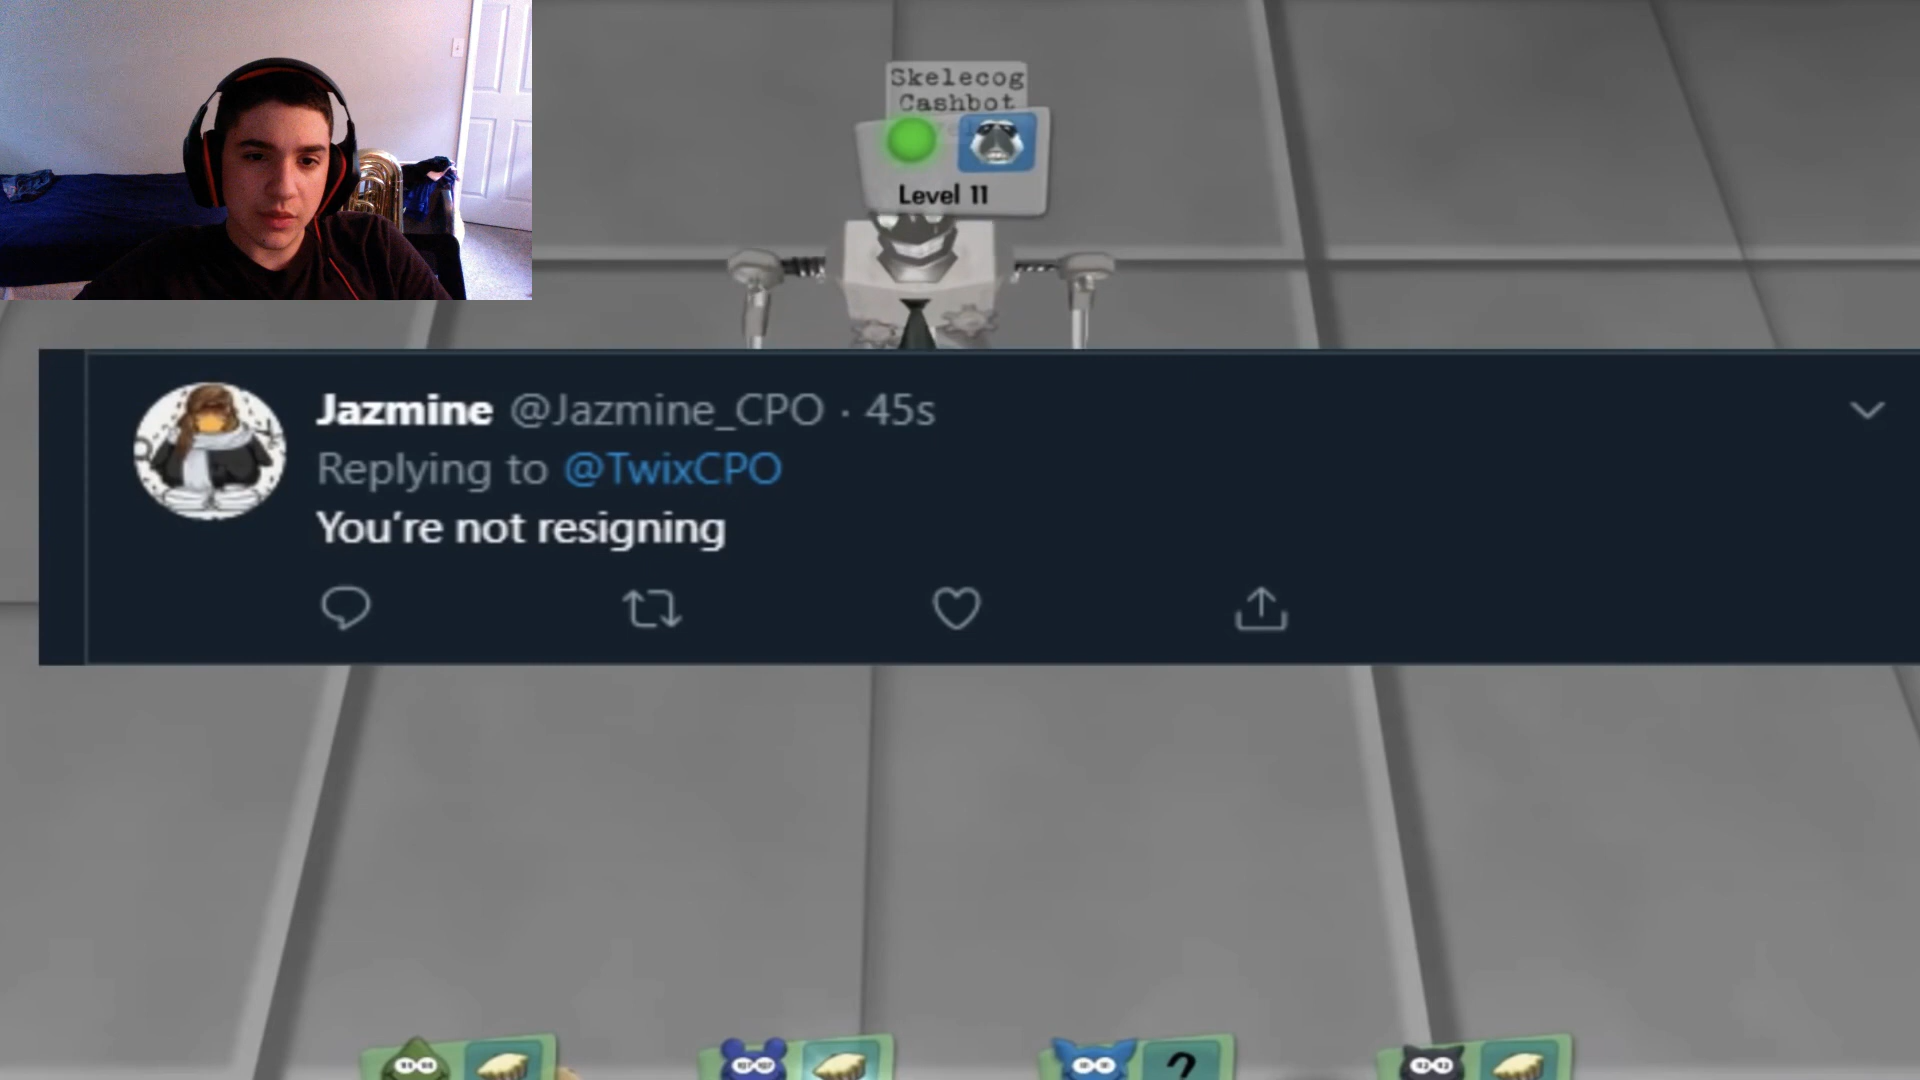 Skelecog
Cashbot
Level 11
Jazmine @Jazmine_CPO · 45s
Replying to @TwixCPO
You're not resigning
?